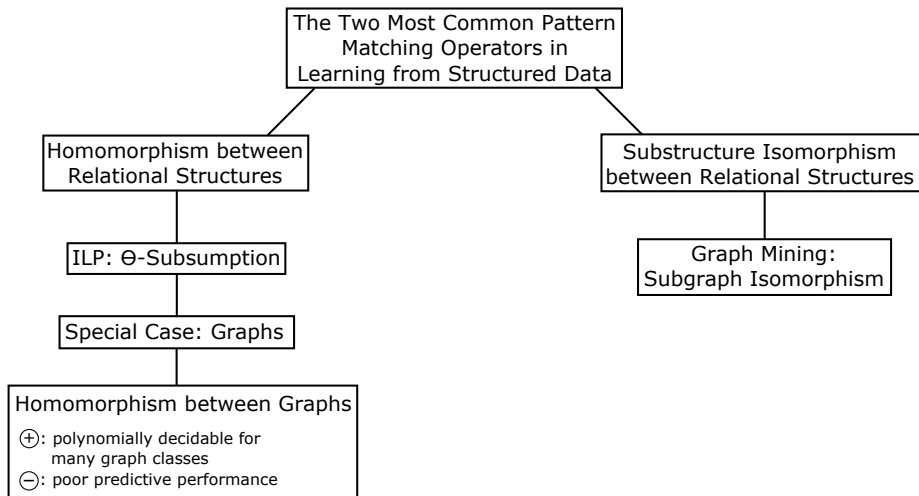 The Two Most Common Pattern
Matching Operators in
Learning from Structured Data
Homomorphism between
Relational Structures
Substructure Isomorphism
between Relational Structures
ILP: Ɵ-Subsumption
Graph Mining:
Subgraph Isomorphism
Special Case: Graphs
Homomorphism between Graphs
⊕: polynomially decidable for
many graph classes
⊖: poor predictive performance